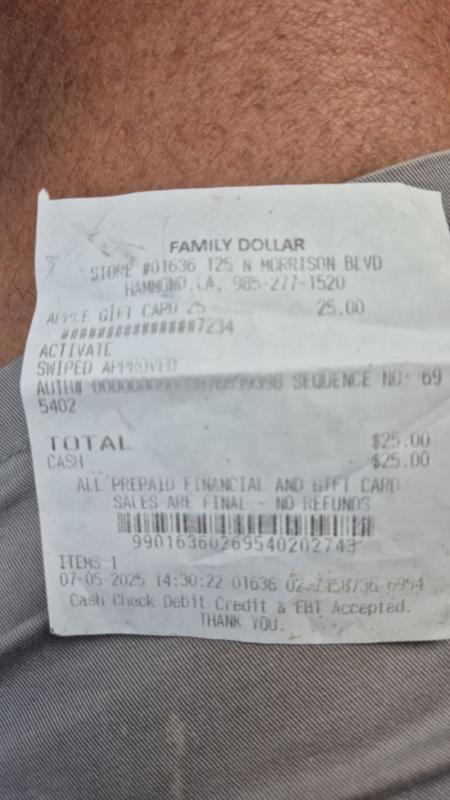 FAMILY DOLLAR
STORE #01636 125 N MORRISON BLVD
HAMMOND,LA, 985-277-1520
APPLE GIFT CARD 25 25.00
################7234
ACTIVATE
SWIPED APPROVED
AUTH# SEQUENCE NO: 69
5402
TOTAL $25.00
CASH $25.00
ALL PREPAID FINANCIAL AND GIFT CARD
SALES ARE FINAL - NO REFUNDS
99016360269540202743
ITEMS 1
07-05-2025 14:30:22 01636 6954
Cash Check Debit Credit & EBT Accepted.
THANK YOU.